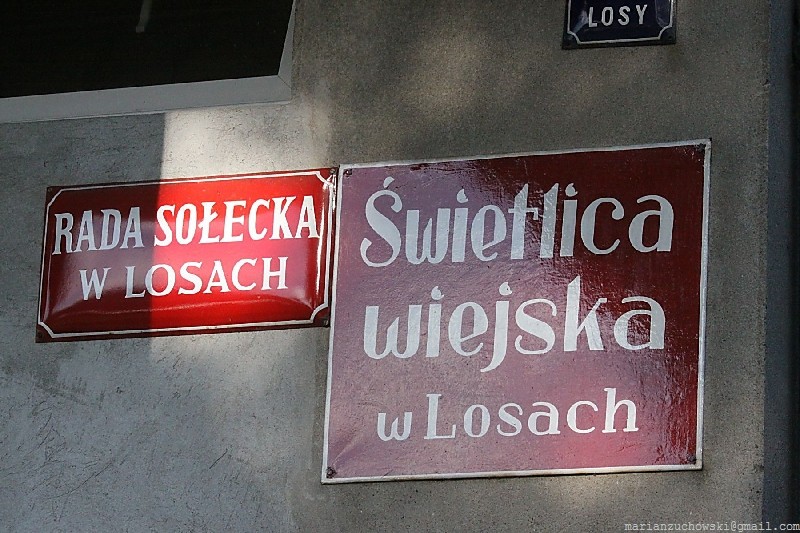 LOSY
RADA SOŁECKA
W LOSACH
Świetlica
wiejska
w Losach
marianzuchowski@gmail.com